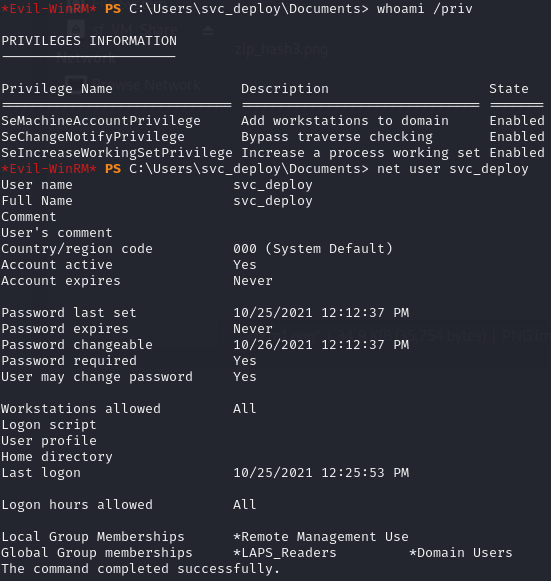 *Evil-WinRM* PS C:\Users\svc_deploy\Documents> whoami /priv
PRIVILEGES INFORMATION
----------------------
Privilege Name                Description                    State
============================= ============================== =======
SeMachineAccountPrivilege     Add workstations to domain     Enabled
SeChangeNotifyPrivilege       Bypass traverse checking       Enabled
SeIncreaseWorkingSetPrivilege Increase a process working set Enabled
*Evil-WinRM* PS C:\Users\svc_deploy\Documents> net user svc_deploy
User name                    svc_deploy
Full Name                    svc_deploy
Comment
User's comment
Country/region code          000 (System Default)
Account active               Yes
Account expires              Never
Password last set            10/25/2021 12:12:37 PM
Password expires             Never
Password changeable          10/26/2021 12:12:37 PM
Password required            Yes
User may change password     Yes
Workstations allowed         All
Logon script
User profile
Home directory
Last logon                   10/25/2021 12:25:53 PM
Logon hours allowed          All
Local Group Memberships      *Remote Management Use
Global Group memberships     *LAPS_Readers         *Domain Users
The command completed successfully.